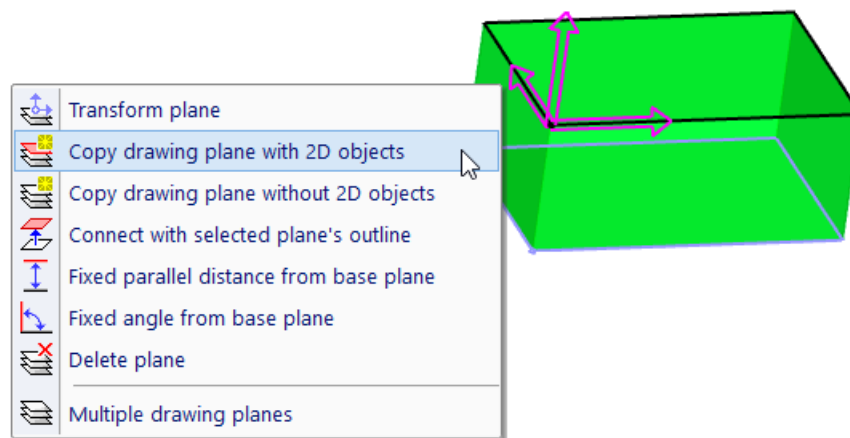 Transform plane
Copy drawing plane with 2D objects
Copy drawing plane without 2D objects
Connect with selected plane's outline
Fixed parallel distance from base plane
Fixed angle from base plane
Delete plane
Multiple drawing planes